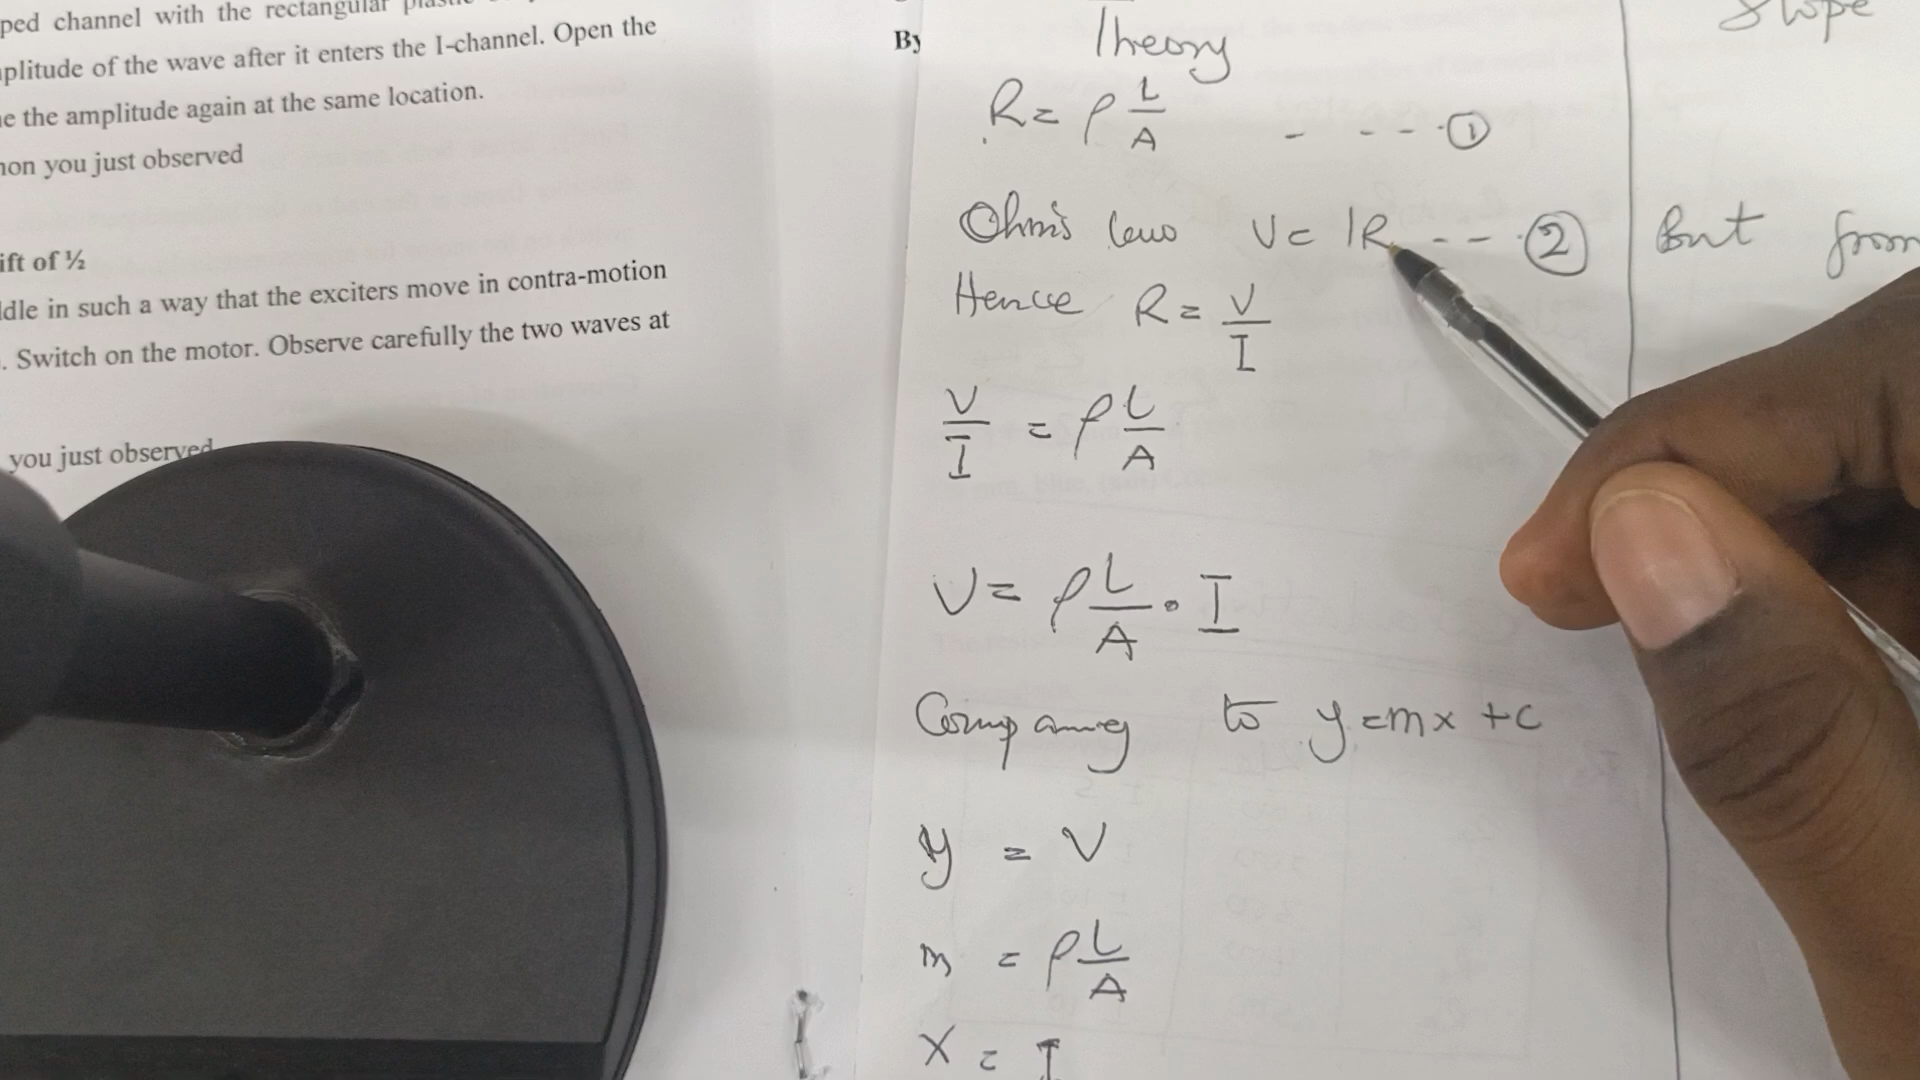 ped channel with the rectangular
plitude of the wave after it enters the I-channel. Open the
e the amplitude again at the same location.
non you just observed
ift of ½
dle in such a way that the exciters move in contra-motion
. Switch on the motor. Observe carefully the two waves at
you just observed
By
Theory
R = ρ L/A - - - - ①
Ohm's law V = IR - - - ②
Hence R = V/I
V/I = ρ L/A
V = ρ L/A . I
Comparing to y = mx + c
y = V
m = ρ L/A
x = I
Slope
But from